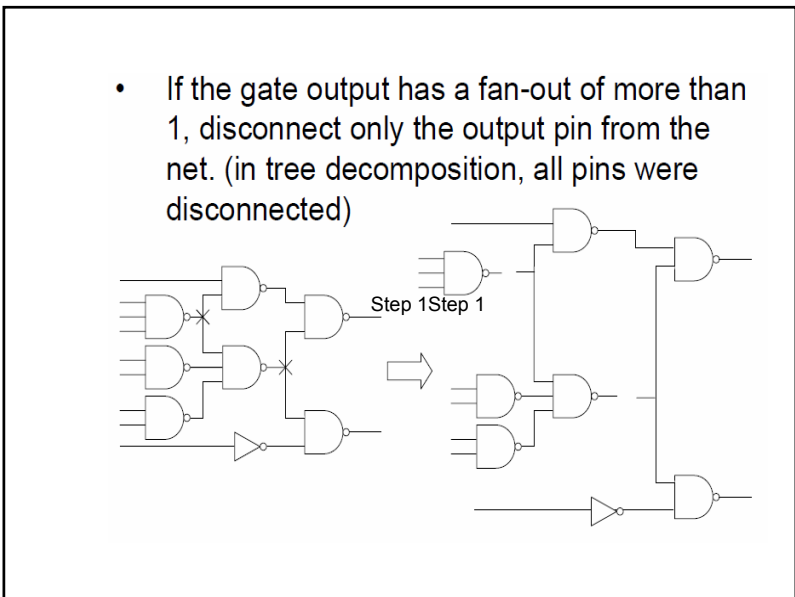 • If the gate output has a fan-out of more than
1, disconnect only the output pin from the
net. (in tree decomposition, all pins were
disconnected)
Step 1Step 1